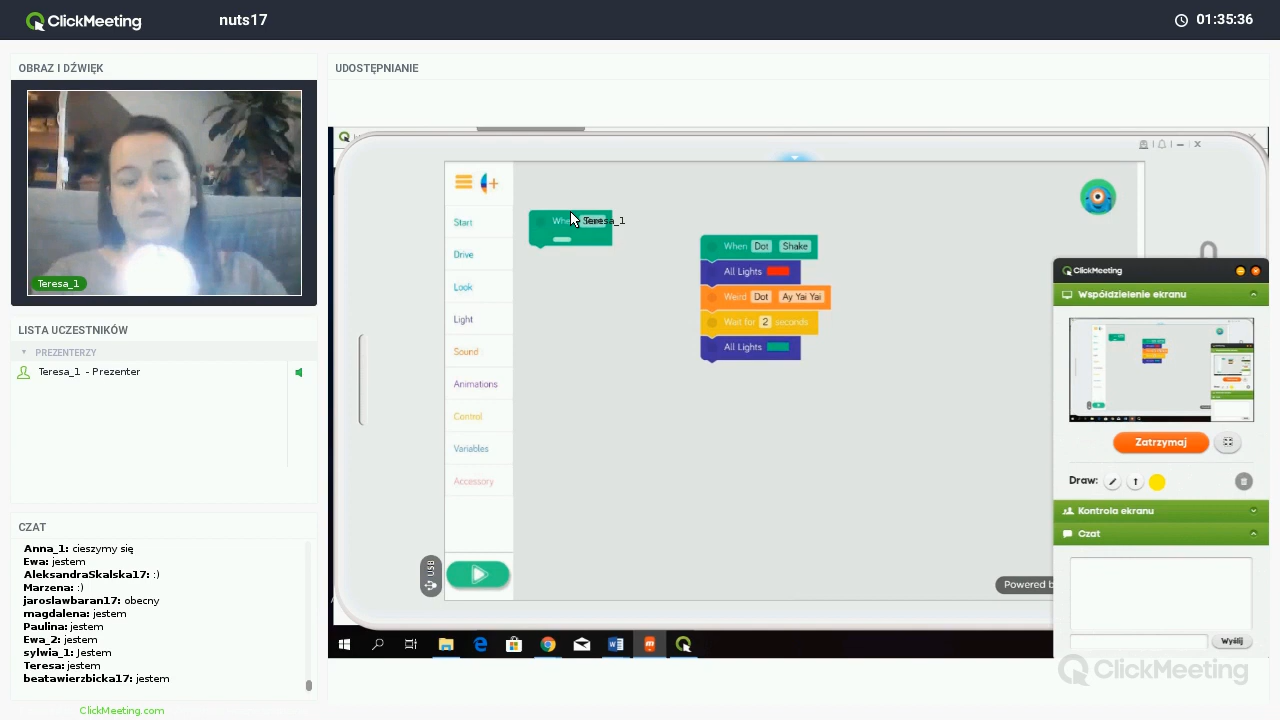 ClickMeeting
nuts17
01:35:36
OBRAZ I DŹWIĘK
Teresa_1
LISTA UCZESTNIKÓW
PREZENTERZY
Teresa_1 - Prezenter
CZAT
Anna_1: cieszymy się
Ewa: jestem
AleksandraSkalska17: :)
Marzena: :)
jaroslawbaran17: obecny
magdalena: jestem
Paulina: jestem
Ewa_2: jestem
sylwia_1: Jestem
Teresa: jestem
beatawierzbicka17: jestem
ClickMeeting.com
UDOSTĘPNIANIE
Start
Drive
Look
Light
Sound
Animations
Control
Variables
Accessory
Teresa_1
When Dot Shake
All Lights
Weird Dot Ay Yai Yai
Wait for 2 seconds
All Lights
USB
Powered b
ClickMeeting
Współdzielenie ekranu
Zatrzymaj
Draw:
Kontrola ekranu
Czat
Wyślij
ClickMeeting